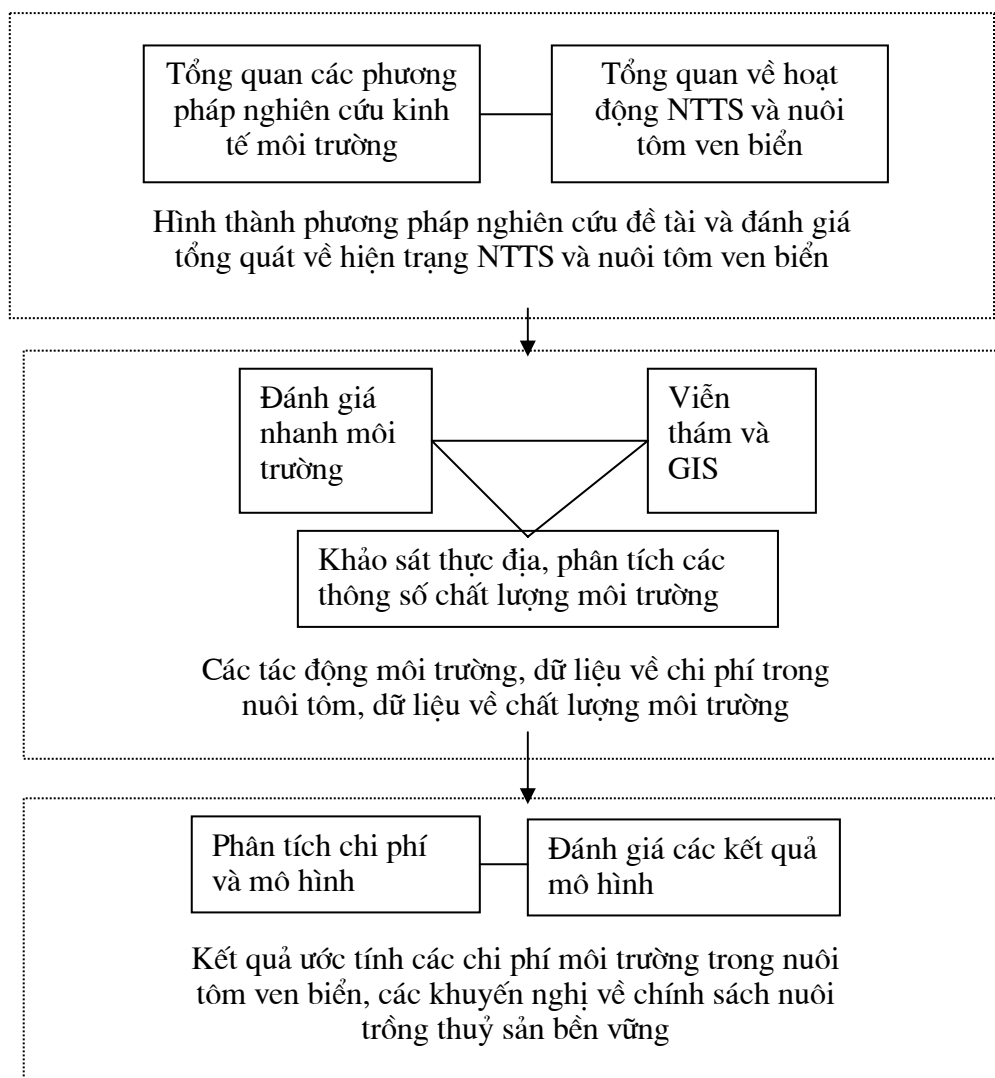 Tổng quan các phương
pháp nghiên cứu kinh
tế môi trường
Tổng quan về hoạt
động NTTS và nuôi
tôm ven biển
Hình thành phương pháp nghiên cứu đề tài và đánh giá
tổng quát về hiện trạng NTTS và nuôi tôm ven biển
Đánh giá
nhanh môi
trường
Viễn
thám và
GIS
Khảo sát thực địa, phân tích các
thông số chất lượng môi trường
Các tác động môi trường, dữ liệu về chi phí trong
nuôi tôm, dữ liệu về chất lượng môi trường
Phân tích chi phí
và mô hình
Đánh giá các kết quả
mô hình
Kết quả ước tính các chi phí môi trường trong nuôi
tôm ven biển, các khuyến nghị về chính sách nuôi
trồng thuỷ sản bền vững